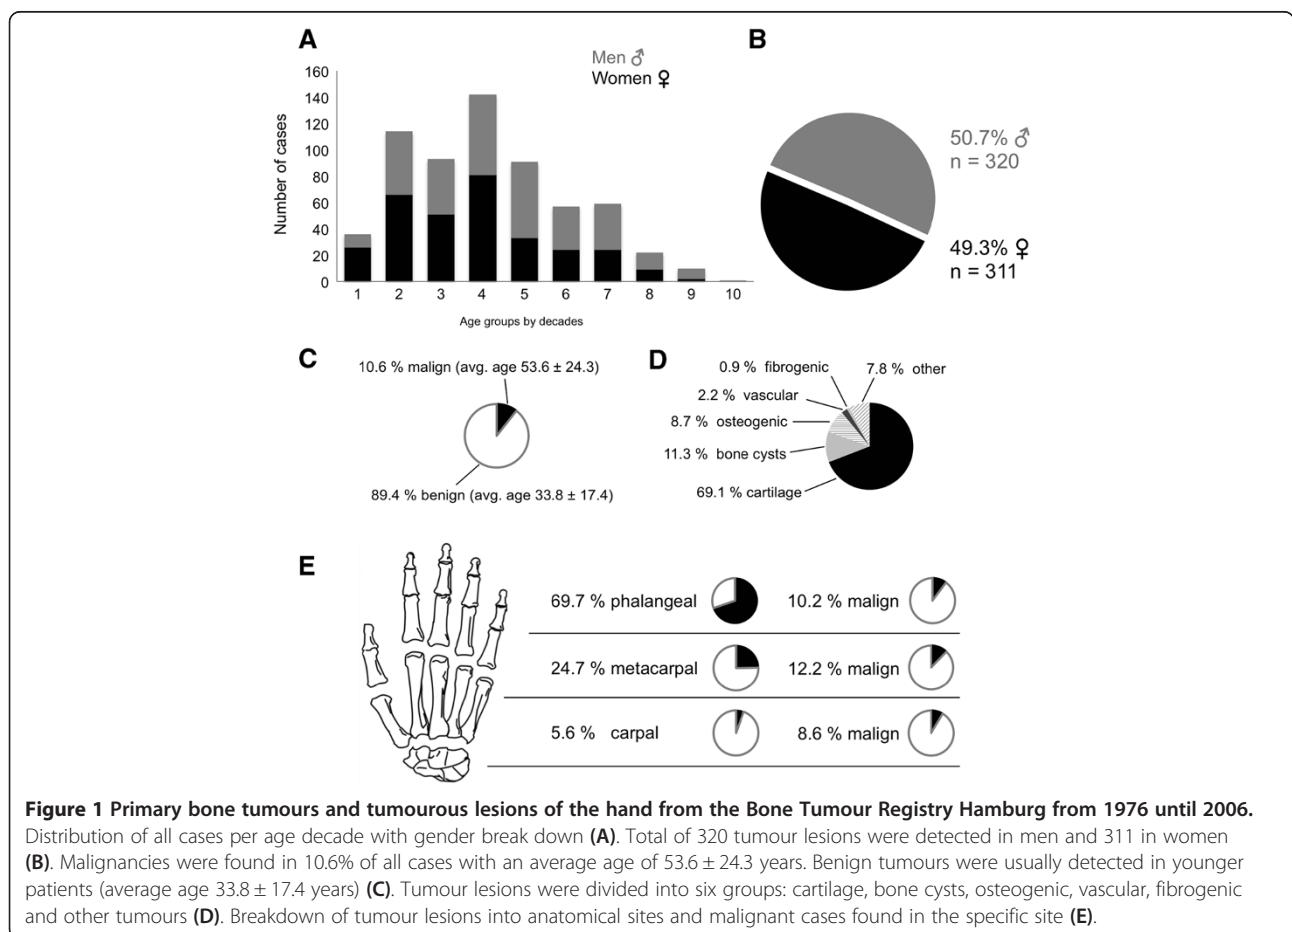 A
Men ♂
Women ♀
160
140
120
100
80
60
40
20
0
Number of cases
1 2 3 4 5 6 7 8 9 10
Age groups by decades
B
50.7% ♂
n = 320
49.3% ♀
n = 311
C
10.6 % malign (avg. age 53.6 ± 24.3)
89.4 % benign (avg. age 33.8 ± 17.4)
D
0.9 % fibrogenic
7.8 % other
2.2 % vascular
8.7 % osteogenic
11.3 % bone cysts
69.1 % cartilage
E
69.7 % phalangeal 10.2 % malign
24.7 % metacarpal 12.2 % malign
5.6 % carpal 8.6 % malign
Figure 1 Primary bone tumours and tumourous lesions of the hand from the Bone Tumour Registry Hamburg from 1976 until 2006.
Distribution of all cases per age decade with gender break down (A). Total of 320 tumour lesions were detected in men and 311 in women
(B). Malignancies were found in 10.6% of all cases with an average age of 53.6 ± 24.3 years. Benign tumours were usually detected in younger
patients (average age 33.8 ± 17.4 years) (C). Tumour lesions were divided into six groups: cartilage, bone cysts, osteogenic, vascular, fibrogenic
and other tumours (D). Breakdown of tumour lesions into anatomical sites and malignant cases found in the specific site (E).